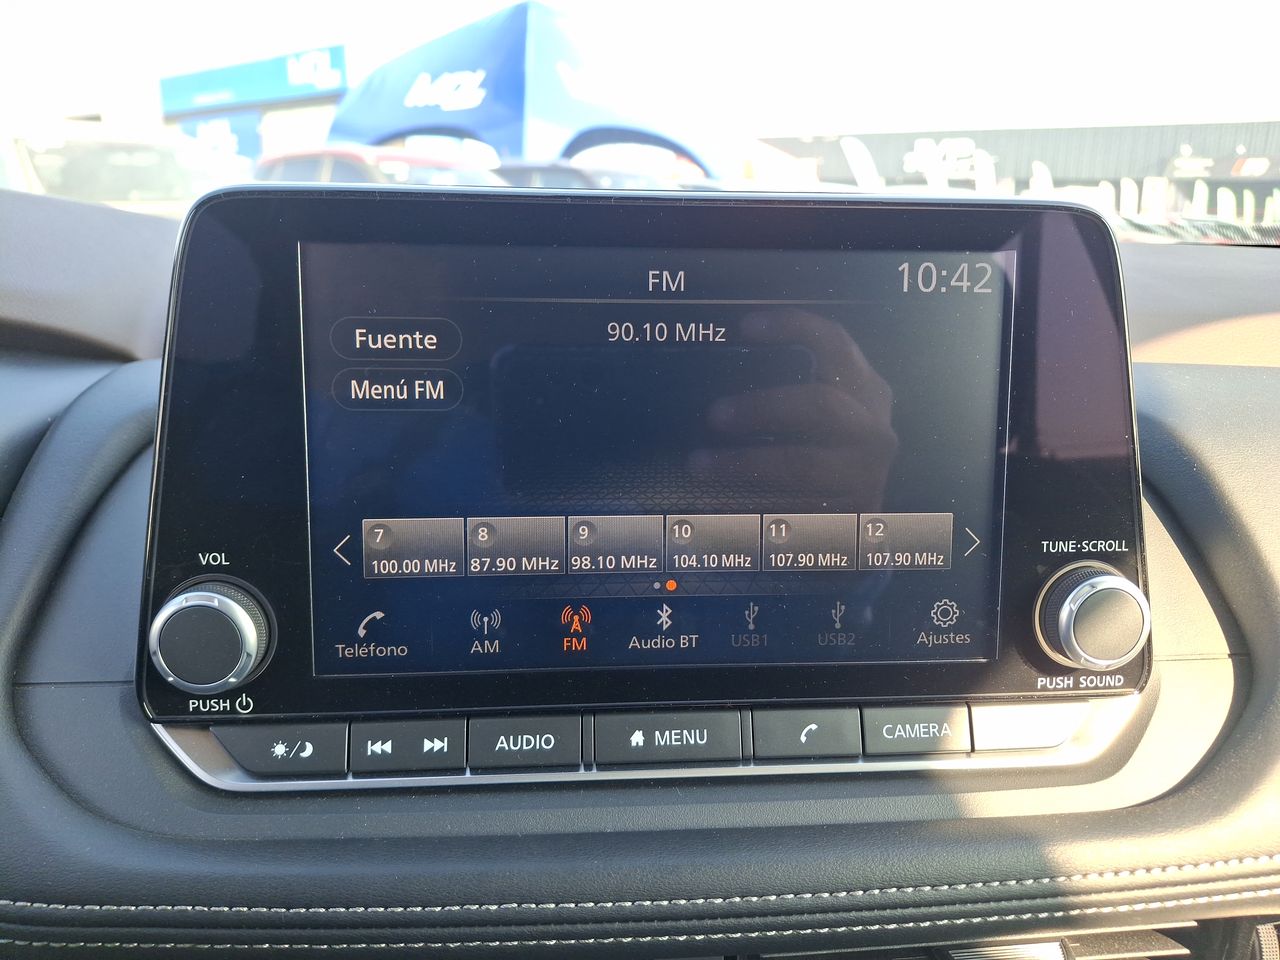 MZL
MZL
FM
10:42
90.10 MHz
Fuente
Menú FM
7
8
9
10
11
12
100.00 MHz
87.90 MHz
98.10 MHz
104.10 MHz
107.90 MHz
107.90 MHz
VOL
TUNE·SCROLL
Teléfono
AM
FM
Audio BT
USB1
USB2
Ajustes
PUSH
PUSH SOUND
AUDIO
MENU
CAMERA